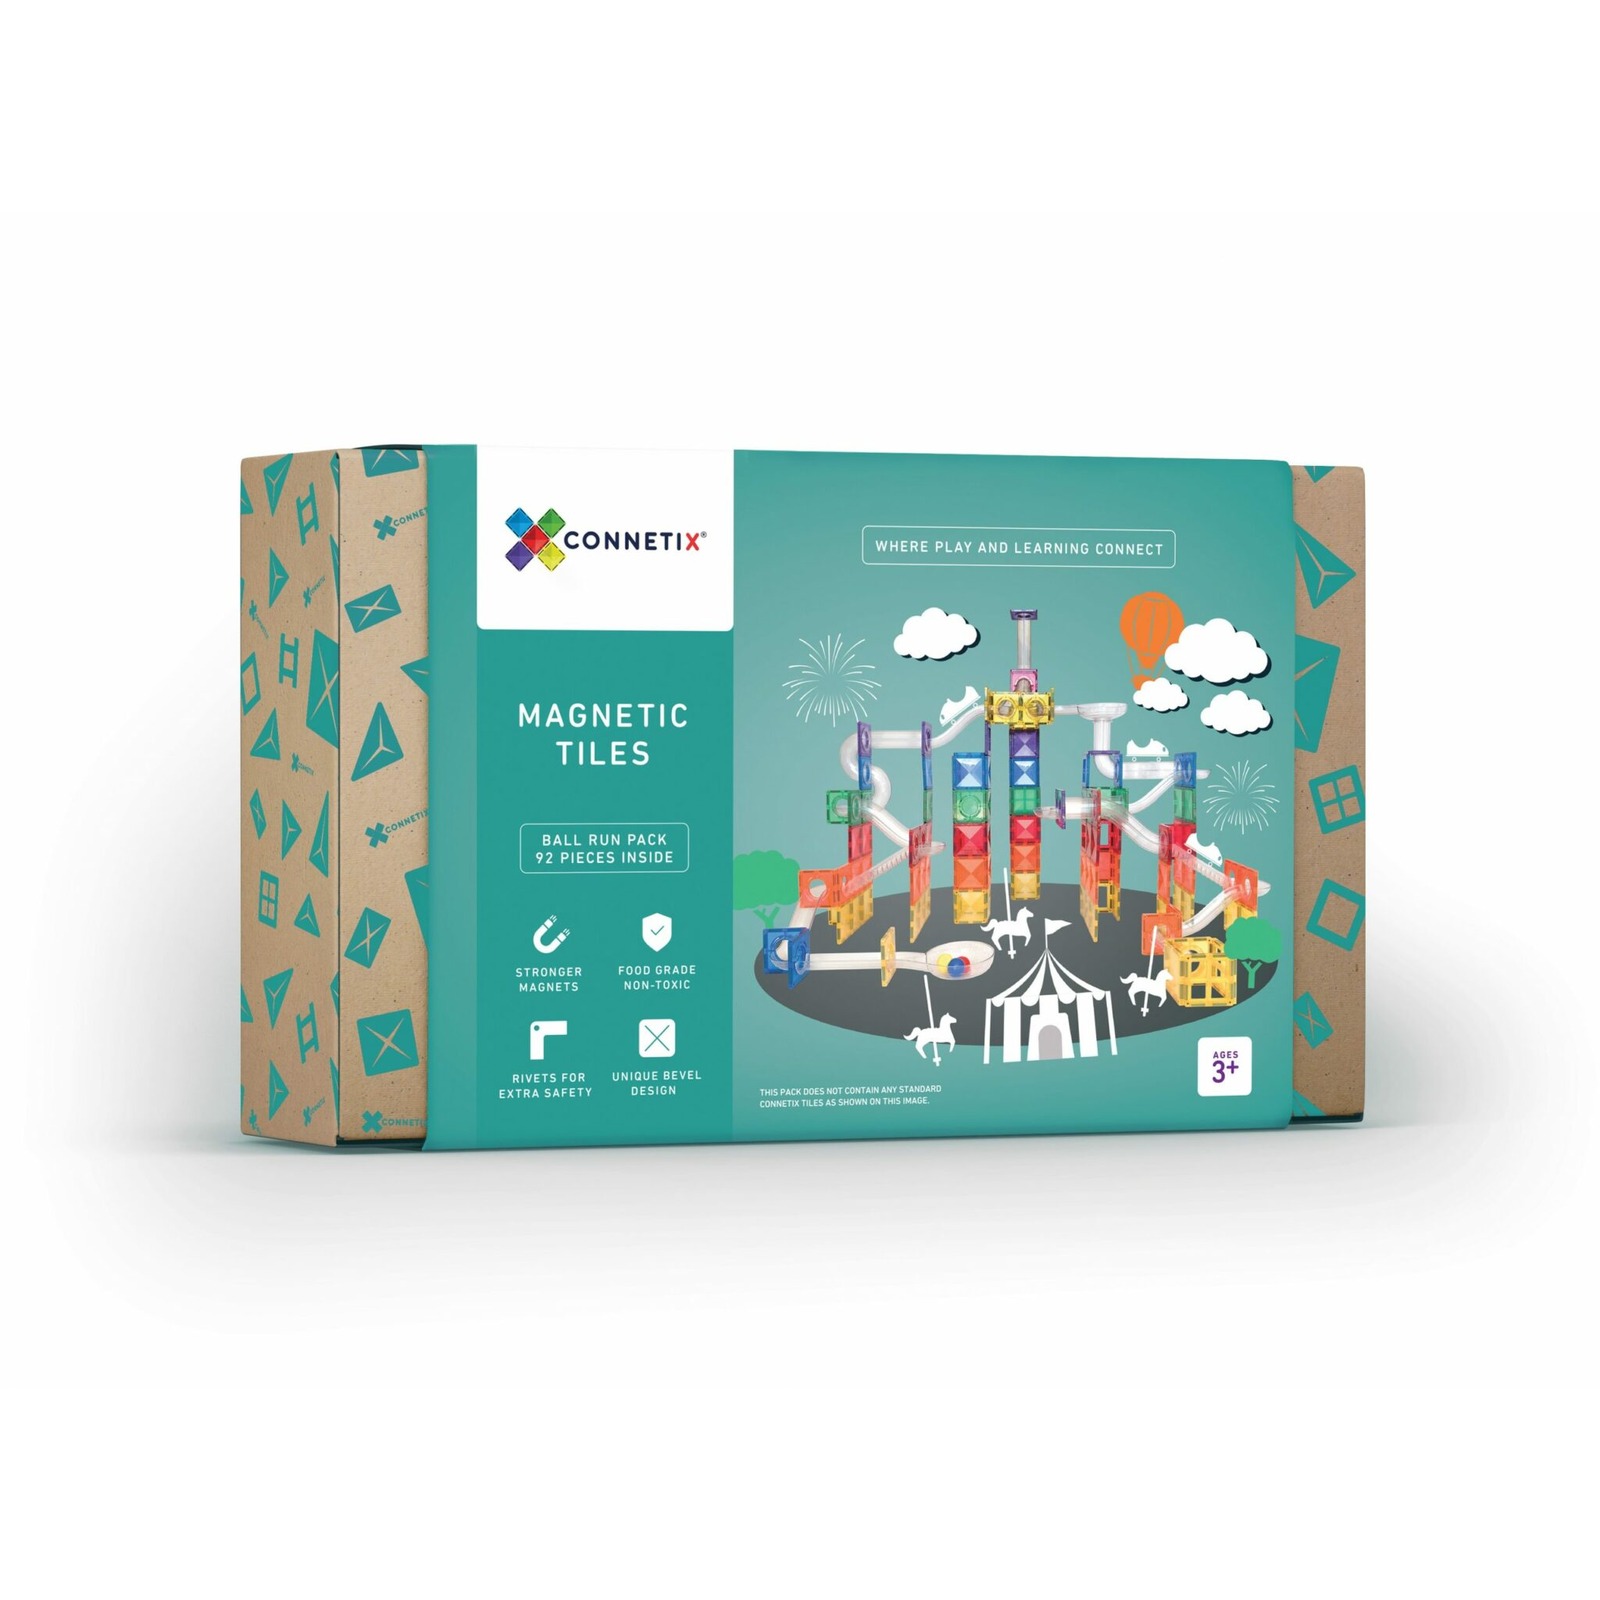 CONNETIX®
MAGNETIC
TILES
BALL RUN PACK
92 PIECES INSIDE
STRONGER
MAGNETS
FOOD GRADE
NON-TOXIC
RIVETS FOR
EXTRA SAFETY
UNIQUE BEVEL
DESIGN
WHERE PLAY AND LEARNING CONNECT
THIS PACK DOES NOT CONTAIN ANY STANDARD
CONNETIX TILES AS SHOWN ON THIS IMAGE.
AGES
3+
CONNETIX
CONNETIX